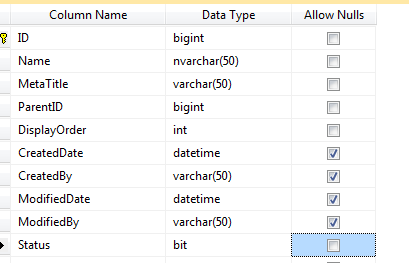 Column Name Data Type Allow Nulls
ID bigint
Name nvarchar(50)
MetaTitle varchar(50)
ParentID bigint
DisplayOrder int
CreatedDate datetime
CreatedBy varchar(50)
ModifiedDate datetime
ModifiedBy varchar(50)
Status bit